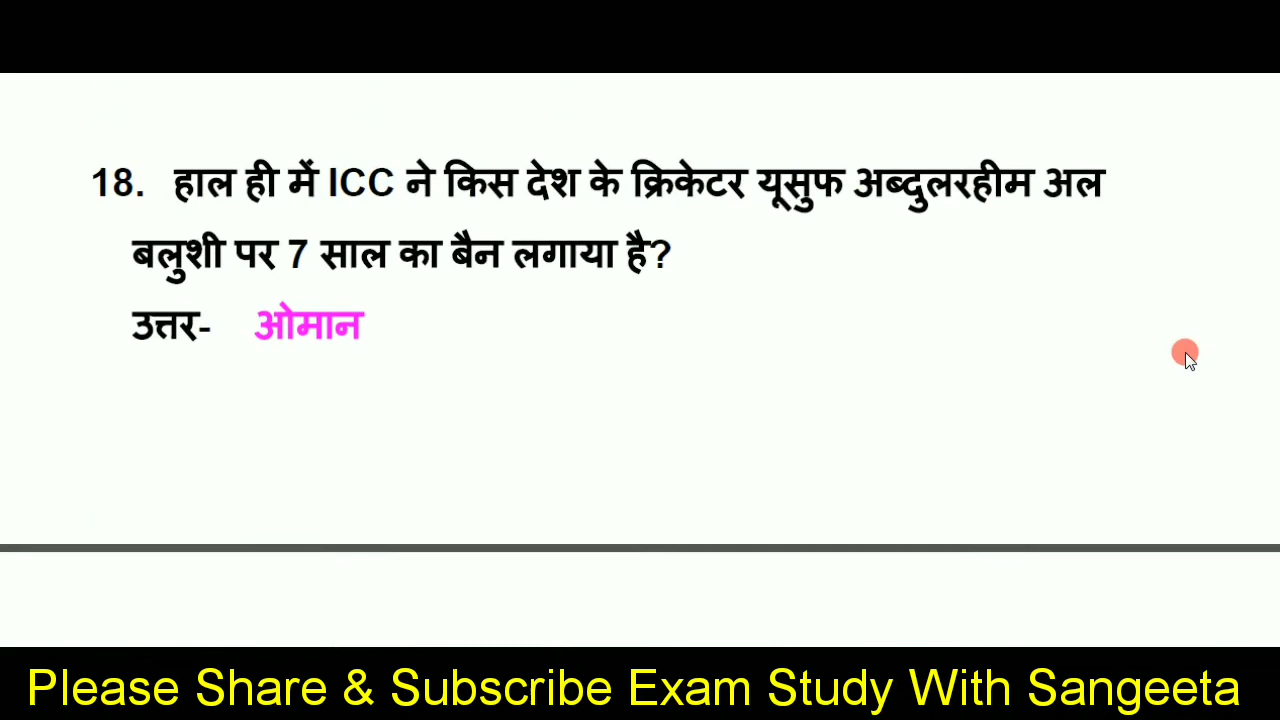 18. हाल ही में ICC ने किस देश के क्रिकेटर यूसुफ अब्दुलरहीम अल
बलुशी पर 7 साल का बैन लगाया है?
उत्तर- ओमान
Please Share & Subscribe Exam Study With Sangeeta